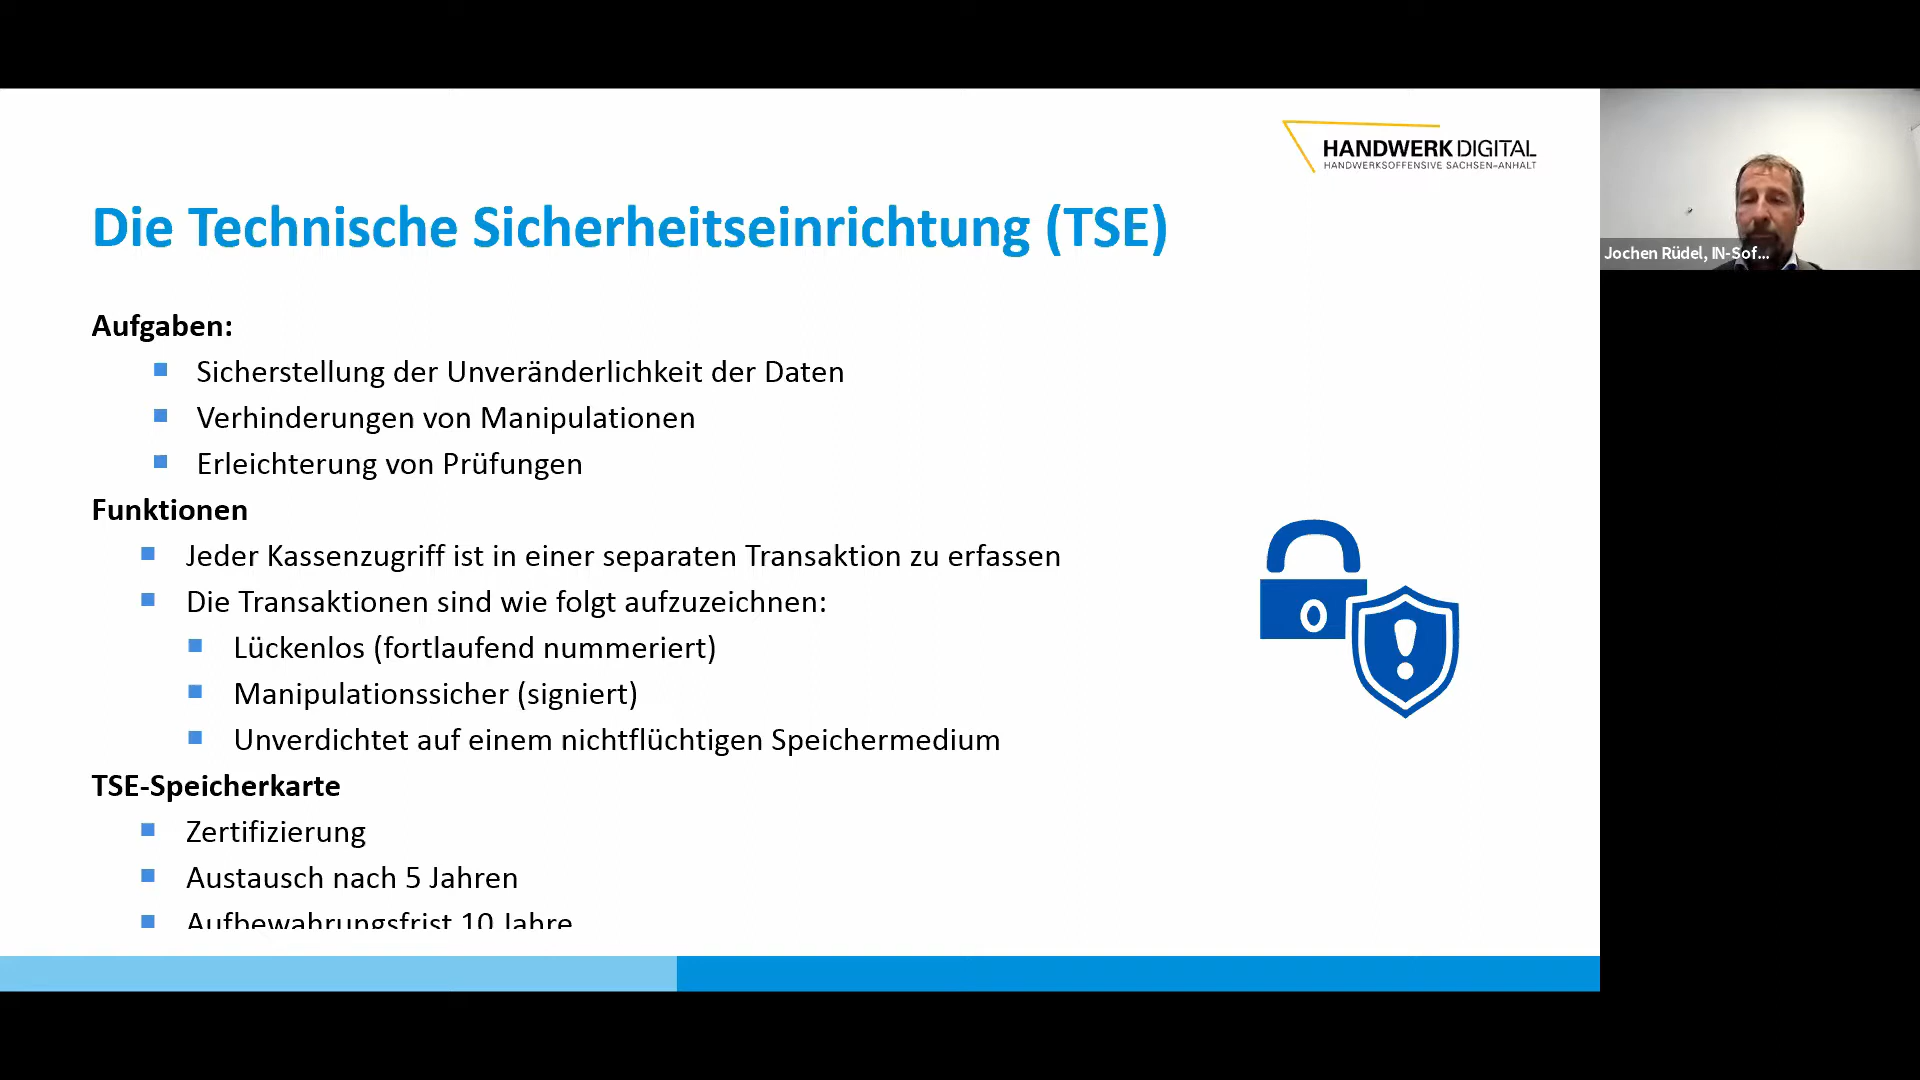 HANDWERK DIGITAL
HANDWERKSOFFENSIVE SACHSEN-ANHALT
Die Technische Sicherheitseinrichtung (TSE)
Jochen Rüdel, IN-Sof...
Aufgaben:
Sicherstellung der Unveränderlichkeit der Daten
Verhinderungen von Manipulationen
Erleichterung von Prüfungen
Funktionen
Jeder Kassenzugriff ist in einer separaten Transaktion zu erfassen
Die Transaktionen sind wie folgt aufzuzeichnen:
Lückenlos (fortlaufend nummeriert)
Manipulationssicher (signiert)
Unverdichtet auf einem nichtflüchtigen Speichermedium
TSE-Speicherkarte
Zertifizierung
Austausch nach 5 Jahren
Aufbewahrungsfrist 10 Jahre